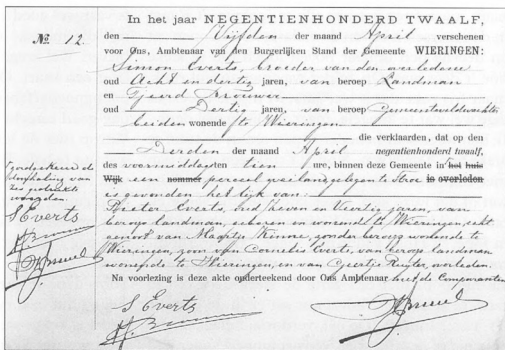 In het jaar NEGENTIENHONDERD TWAALF,
No. 12.
den Vijfden der maand April verschenen
voor Ons, Ambtenaar van den Burgerlijken Stand der Gemeente WIERINGEN:
Simon Everts, broeder van den overledene
oud Acht en dertig jaren, van beroep Landman
en Tjeerd Brouwer
oud Dertig jaren, van beroep Gemeenteveldwachter
beiden wonende te Wieringen
die verklaarden, dat op den
Derden der maand April negentienhonderd twaalf,
des voormiddags ten tien ure, binnen deze Gemeente in het huis
Wijk een nommer perceel weiland gelegen te Stroe is overleden
is gevonden het lijk van:
Pieter Everts, oud Zeven en Veertig jaren, van
beroep landman, geboren en wonend te Wieringen, echt
genoot van Maartje Kinne, zonder beroep wonende te
Wieringen, zoon van Cornelis Everts, van beroep landman
wonende te Wieringen, en van Geertje Ruiter, overleden.
Na voorlezing is deze akte onderteekend door Ons Ambtenaar met de Comparanten
Goedgekeurd de
doorhaling van
zes gedrukte
woorden.
S Everts
S. Everts